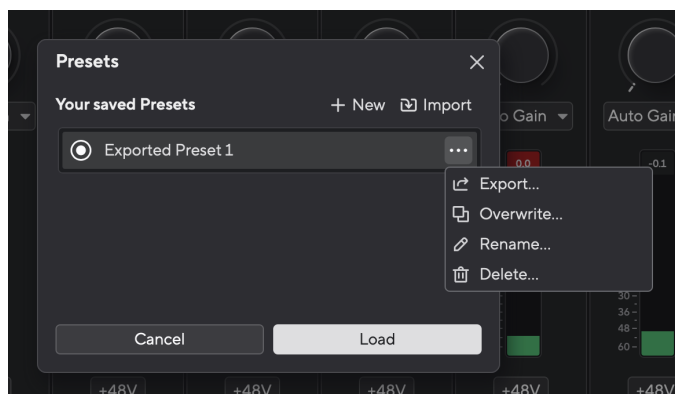 Presets
Your saved Presets
New
Import
Exported Preset 1
Export...
Overwrite...
Rename...
Delete...
Cancel
Load
o Gain
Auto Gai
0.0
-0.1
30
36
48
60
+48V
+48V
+48V
+48V
+48V